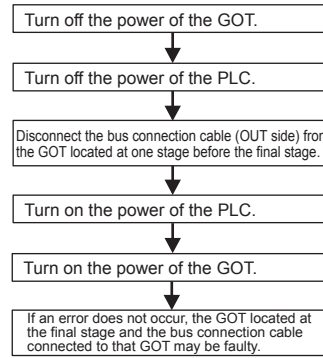 Turn off the power of the GOT.
Turn off the power of the PLC.
Disconnect the bus connection cable (OUT side) from
the GOT located at one stage before the final stage.
Turn on the power of the PLC.
Turn on the power of the GOT.
If an error does not occur, the GOT located at
the final stage and the bus connection cable
connected to that GOT may be faulty.